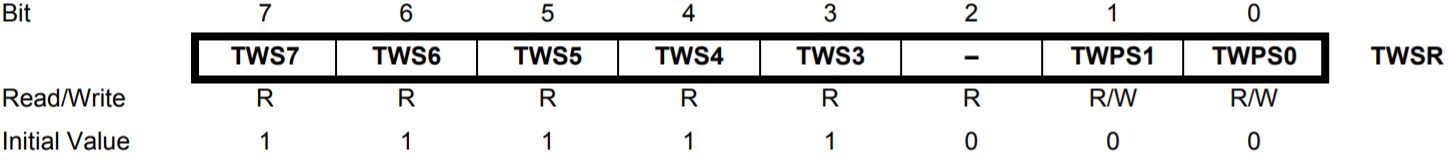 Bit 7 6 5 4 3 2 1 0
TWS7 TWS6 TWS5 TWS4 TWS3 – TWPS1 TWPS0 TWSR
Read/Write R R R R R R R/W R/W
Initial Value 1 1 1 1 1 0 0 0